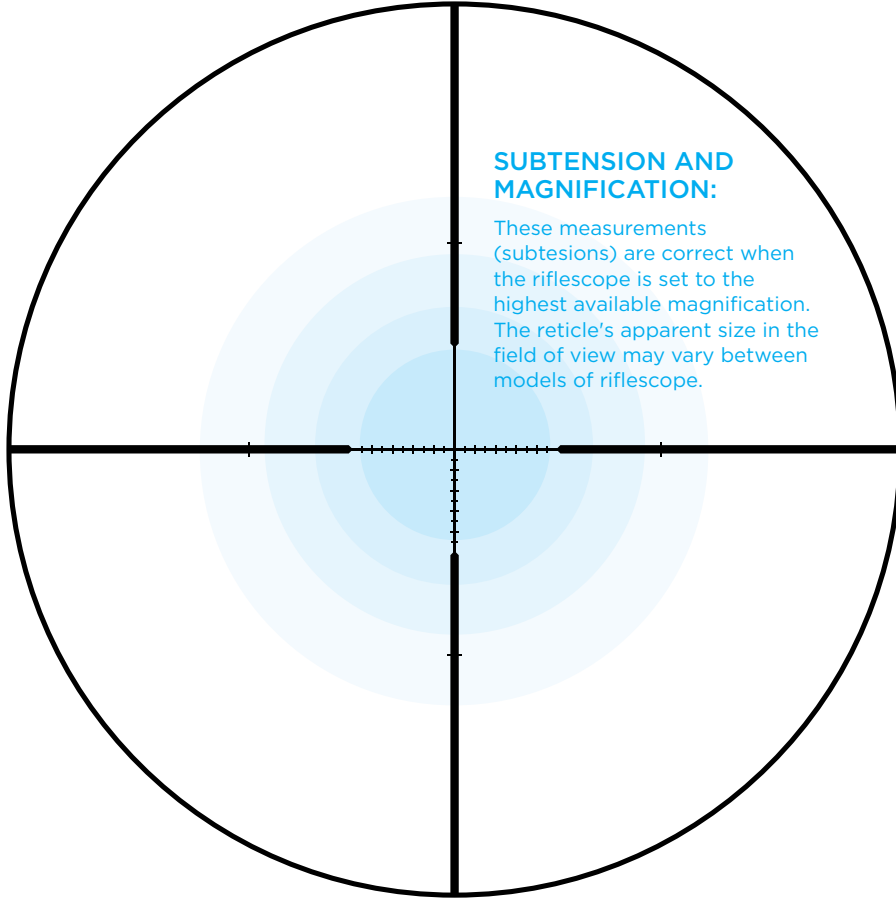 SUBTENSION AND
MAGNIFICATION:
These measurements
(subtesions) are correct when
the riflescope is set to the
highest available magnification.
The reticle's apparent size in the
field of view may vary between
models of riflescope.